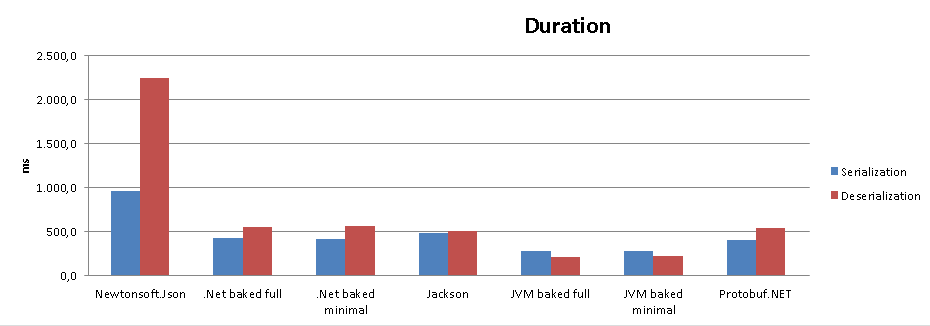 Duration
2.500,0
2.000,0
1.500,0
1.000,0
500,0
0,0
ms
Newtonsoft.Json
.Net baked full
.Net baked
minimal
Jackson
JVM baked full
JVM baked
minimal
Protobuf.NET
Serialization
Deserialization